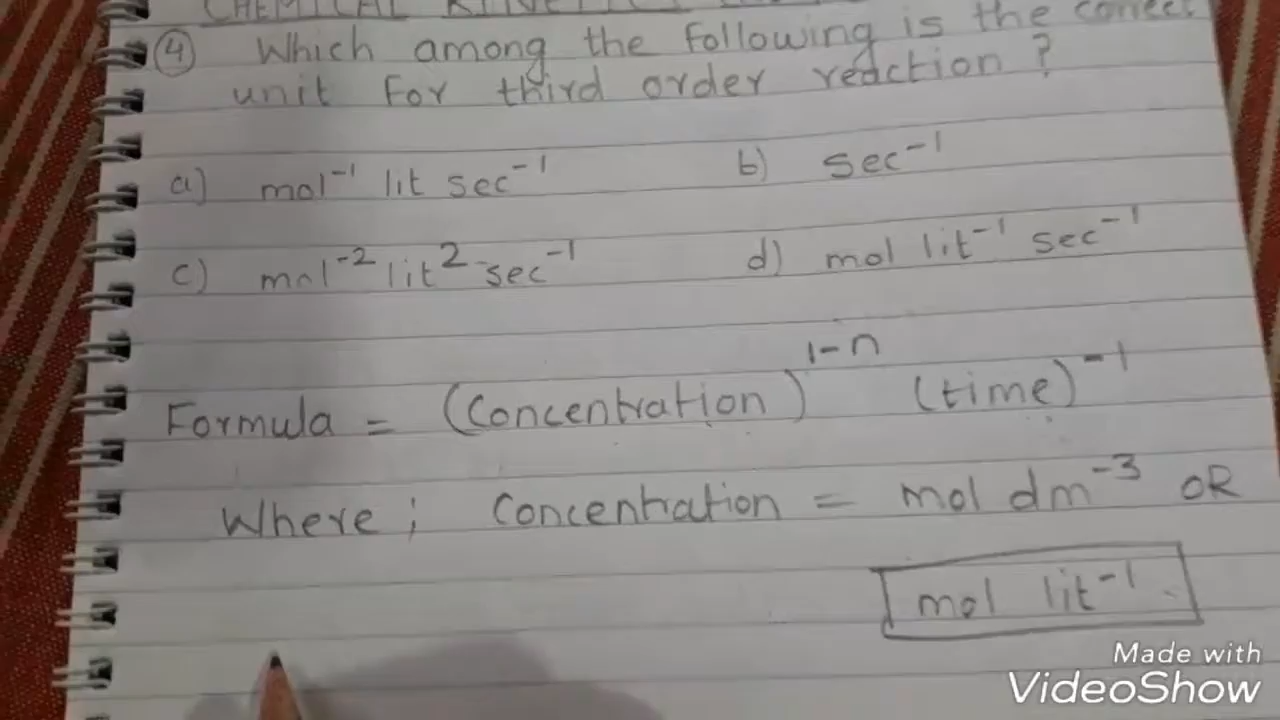 CHEMICAL KINETICS
④ Which among the following is the correct
unit for third order reaction ?
a) mol⁻¹ lit sec⁻¹ b) sec⁻¹
c) mol⁻² lit² sec⁻¹ d) mol lit⁻¹ sec⁻¹
Formula = (Concentration)¹⁻ⁿ (time)⁻¹
Where ; Concentration = mol dm⁻³ OR
mol lit⁻¹
Made with
VideoShow